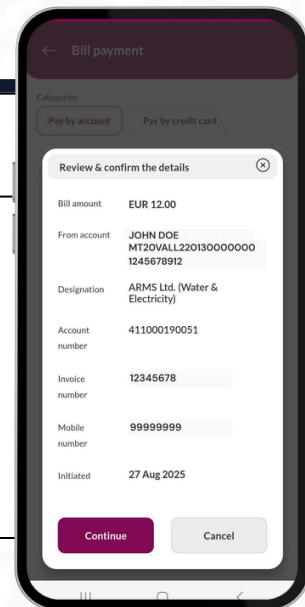 ← Bill payment
Categories
Pay by account Pay by credit card
Review & confirm the details
Bill amount EUR 12.00
From account JOHN DOE
MT20VALL220130000000
1245678912
Designation ARMS Ltd. (Water &
Electricity)
Account 411000190051
number
Invoice 12345678
number
Mobile 99999999
number
Initiated 27 Aug 2025
Continue Cancel